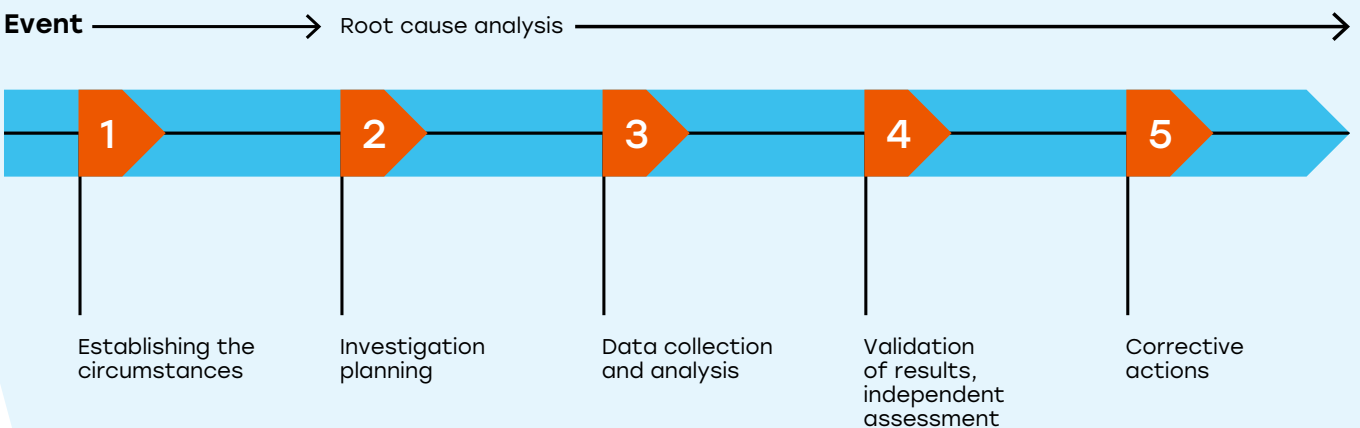 Event
Root cause analysis
1
2
3
4
5
Establishing the
circumstances
Investigation
planning
Data collection
and analysis
Validation
of results,
independent
assessment
Corrective
actions